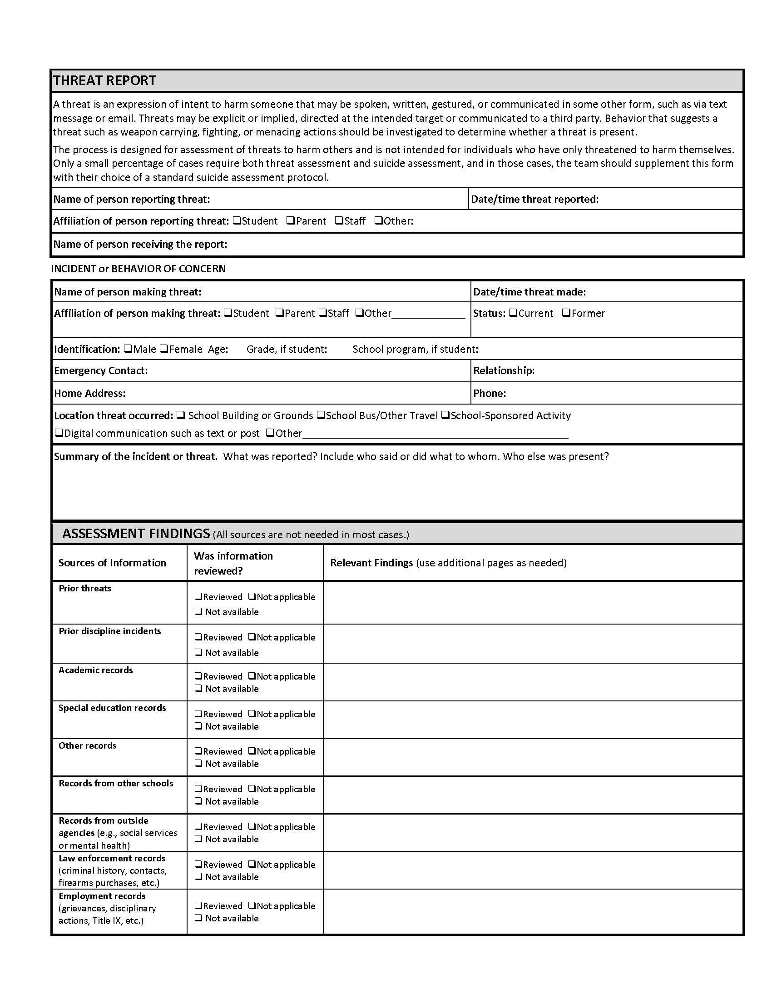 THREAT REPORT
A threat is an expression of intent to harm someone that may be spoken, written, gestured, or communicated in some other form, such as via text
message or email. Threats may be explicit or implied, directed at the intended target or communicated to a third party. Behavior that suggests a
threat such as weapon carrying, fighting, or menacing actions should be investigated to determine whether a threat is present.
The process is designed for assessment of threats to harm others and is not intended for individuals who have only threatened to harm themselves.
Only a small percentage of cases require both threat assessment and suicide assessment, and in those cases, the team should supplement this form
with their choice of a standard suicide assessment protocol.
Name of person reporting threat: Date/time threat reported:
Affiliation of person reporting threat: ❑Student ❑Parent ❑Staff ❑Other:
Name of person receiving the report:
INCIDENT or BEHAVIOR OF CONCERN
Name of person making threat: Date/time threat made:
Affiliation of person making threat: ❑Student ❑Parent ❑Staff ❑Other_____________ Status: ❑Current ❑Former
Identification: ❑Male ❑Female Age: Grade, if student: School program, if student:
Emergency Contact: Relationship:
Home Address: Phone:
Location threat occurred: ❑ School Building or Grounds ❑School Bus/Other Travel ❑School-Sponsored Activity
❑Digital communication such as text or post ❑Other_______________________________________________
Summary of the incident or threat. What was reported? Include who said or did what to whom. Who else was present?
ASSESSMENT FINDINGS (All sources are not needed in most cases.)
Sources of Information
Was information
reviewed?
Relevant Findings (use additional pages as needed)
Prior threats
❑Reviewed ❑Not applicable
❑ Not available
Prior discipline incidents
❑Reviewed ❑Not applicable
❑ Not available
Academic records
❑Reviewed ❑Not applicable
❑ Not available
Special education records
❑Reviewed ❑Not applicable
❑ Not available
Other records
❑Reviewed ❑Not applicable
❑ Not available
Records from other schools
❑Reviewed ❑Not applicable
❑ Not available
Records from outside
agencies (e.g., social services
or mental health)
❑Reviewed ❑Not applicable
❑ Not available
Law enforcement records
(criminal history, contacts,
firearms purchases, etc.)
❑Reviewed ❑Not applicable
❑ Not available
Employment records
(grievances, disciplinary
actions, Title IX, etc.)
❑Reviewed ❑Not applicable
❑ Not available